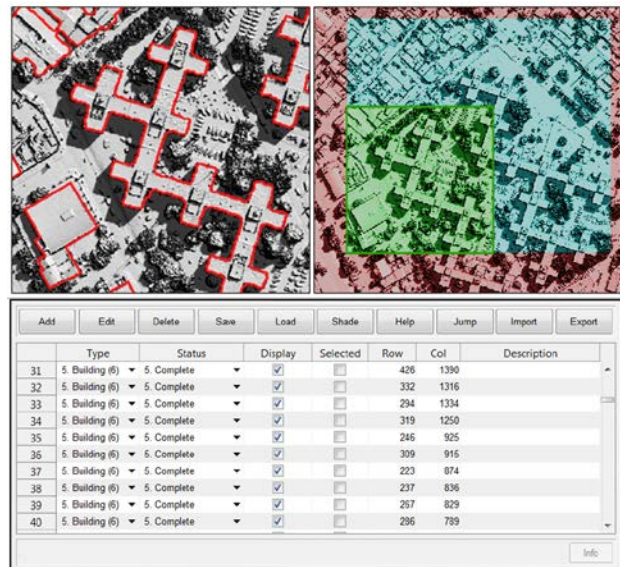 Add Edit Delete Save Load Shade Help Jump Import Export
Type Status Display Selected Row Col Description
31 5. Building (6) 5. Complete 426 1390
32 5. Building (6) 5. Complete 332 1316
33 5. Building (6) 5. Complete 294 1334
34 5. Building (6) 5. Complete 319 1250
35 5. Building (6) 5. Complete 246 925
36 5. Building (6) 5. Complete 309 915
37 5. Building (6) 5. Complete 223 874
38 5. Building (6) 5. Complete 237 836
39 5. Building (6) 5. Complete 267 829
40 5. Building (6) 5. Complete 286 789
Info